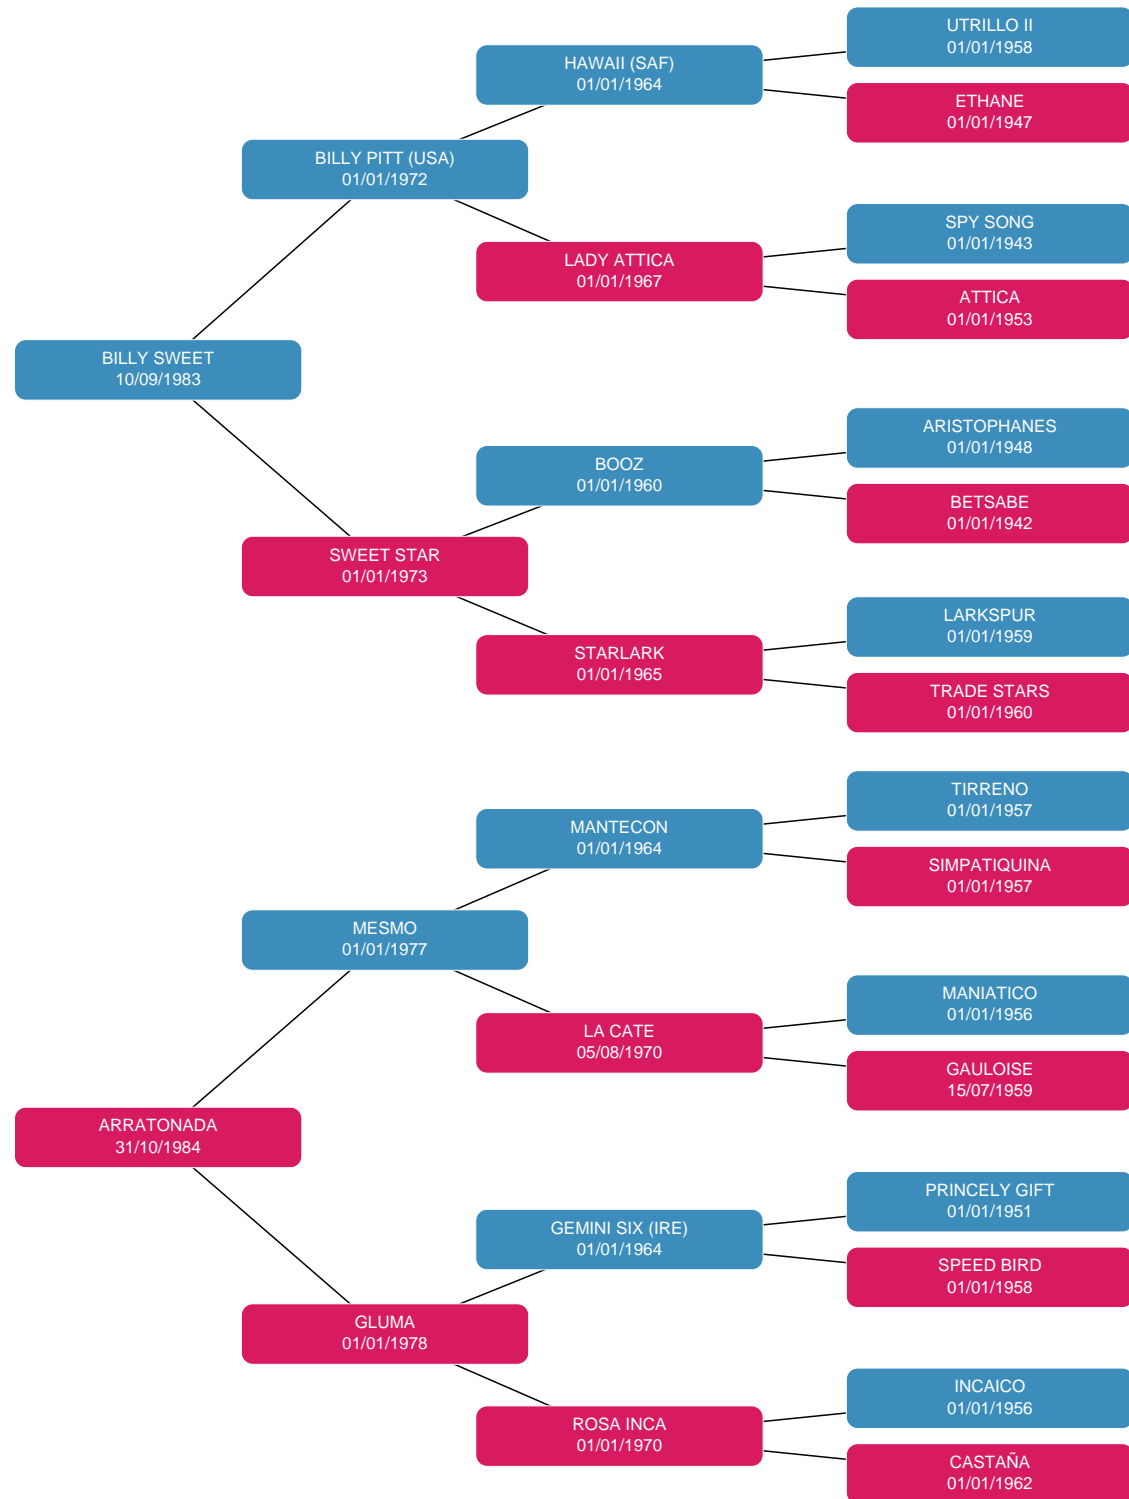 UTRILLO II
01/01/1958
HAWAII (SAF)
01/01/1964
ETHANE
01/01/1947
BILLY PITT (USA)
01/01/1972
SPY SONG
01/01/1943
LADY ATTICA
01/01/1967
ATTICA
01/01/1953
BILLY SWEET
10/09/1983
ARISTOPHANES
01/01/1948
BOOZ
01/01/1960
BETSABE
01/01/1942
SWEET STAR
01/01/1973
LARKSPUR
01/01/1959
STARLARK
01/01/1965
TRADE STARS
01/01/1960
TIRRENO
01/01/1957
MANTECON
01/01/1964
SIMPATIQUINA
01/01/1957
MESMO
01/01/1977
MANIATICO
01/01/1956
LA CATE
05/08/1970
GAULOISE
15/07/1959
ARRATONADA
31/10/1984
PRINCELY GIFT
01/01/1951
GEMINI SIX (IRE)
01/01/1964
SPEED BIRD
01/01/1958
GLUMA
01/01/1978
INCAICO
01/01/1956
ROSA INCA
01/01/1970
CASTAÑA
01/01/1962